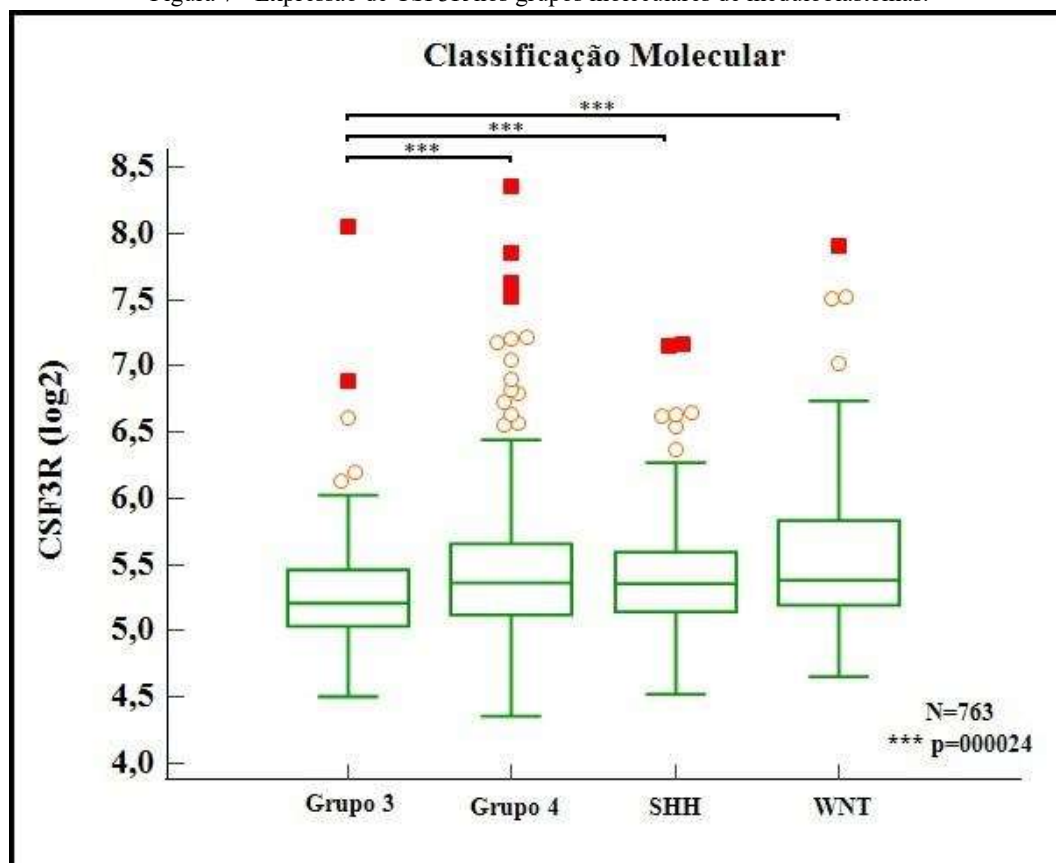 Classificação Molecular
***
***
***
8,5
8,0
7,5
7,0
6,5
6,0
5,5
5,0
4,5
4,0
CSF3R (log2)
N=763
*** p=000024
Grupo 3 Grupo 4 SHH WNT